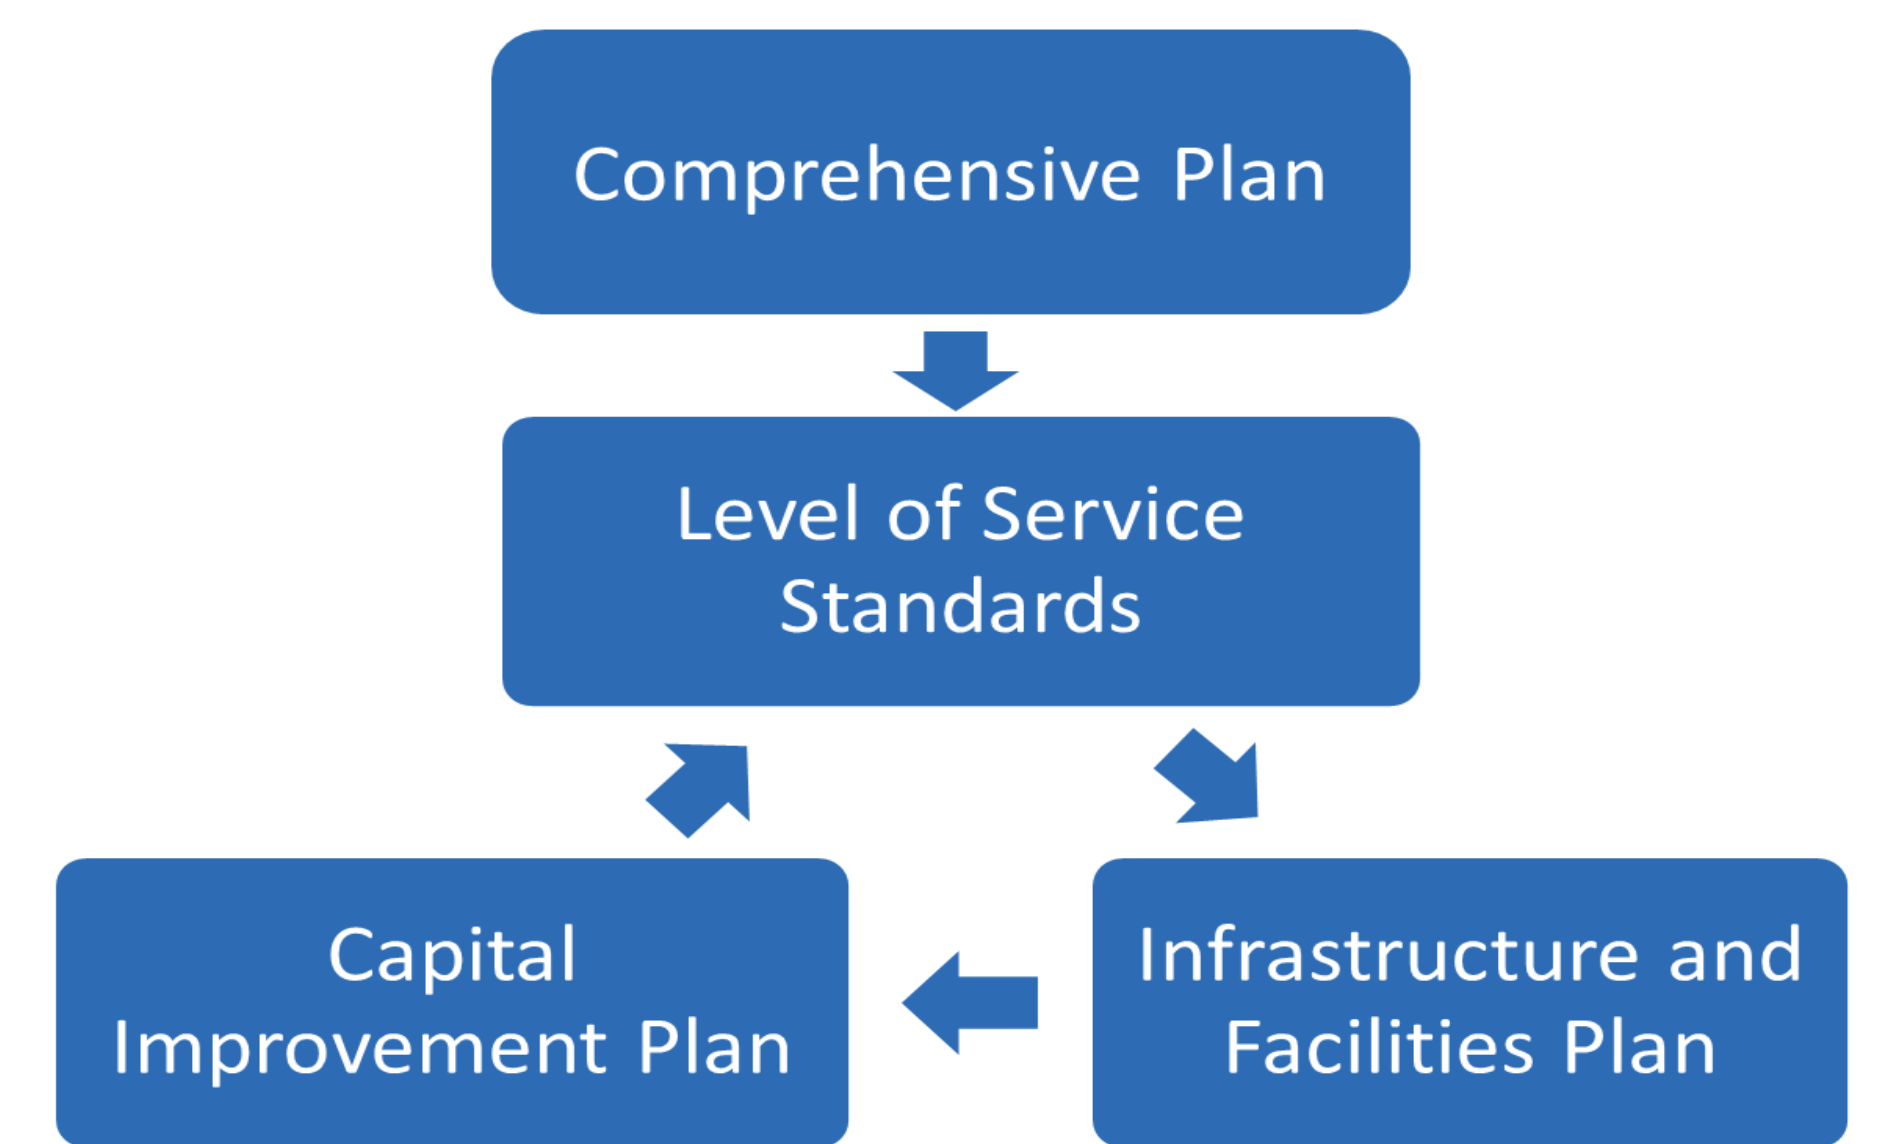 Comprehensive Plan
Level of Service
Standards
Capital
Improvement Plan
Infrastructure and
Facilities Plan